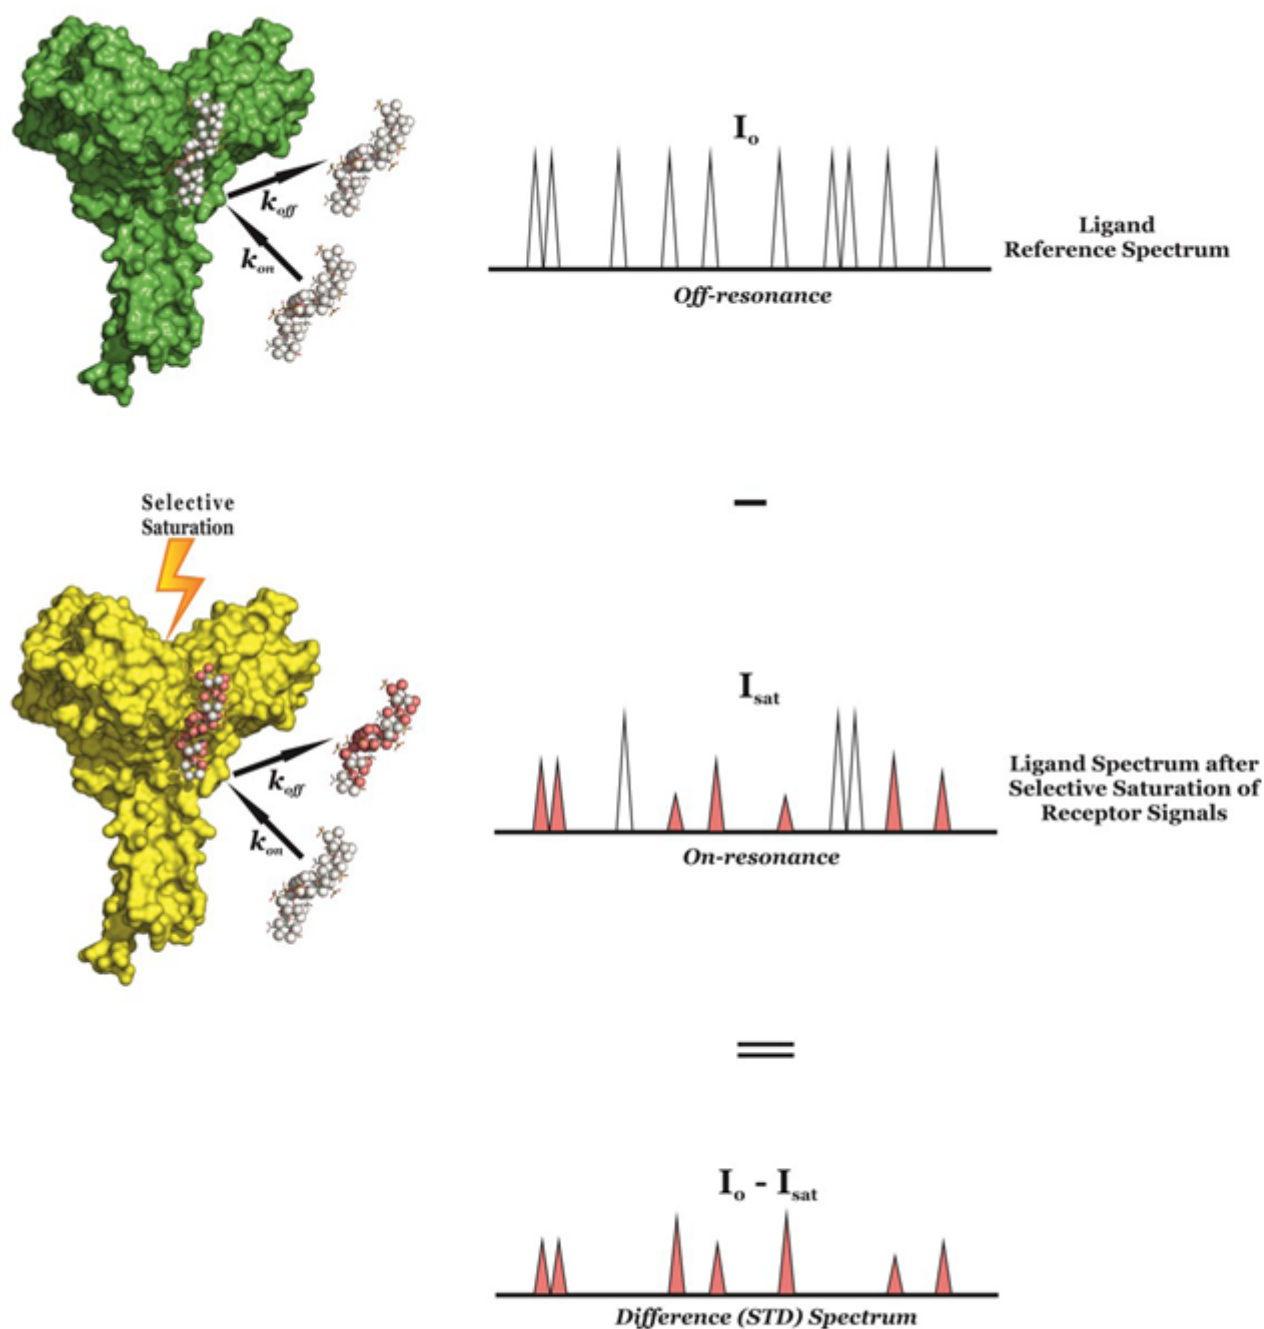 I₀
k_off
k_on
Ligand
Reference Spectrum
Off-resonance
Selective
Saturation
–
I_sat
k_off
k_on
Ligand Spectrum after
Selective Saturation of
Receptor Signals
On-resonance
=
I₀ - I_sat
Difference (STD) Spectrum